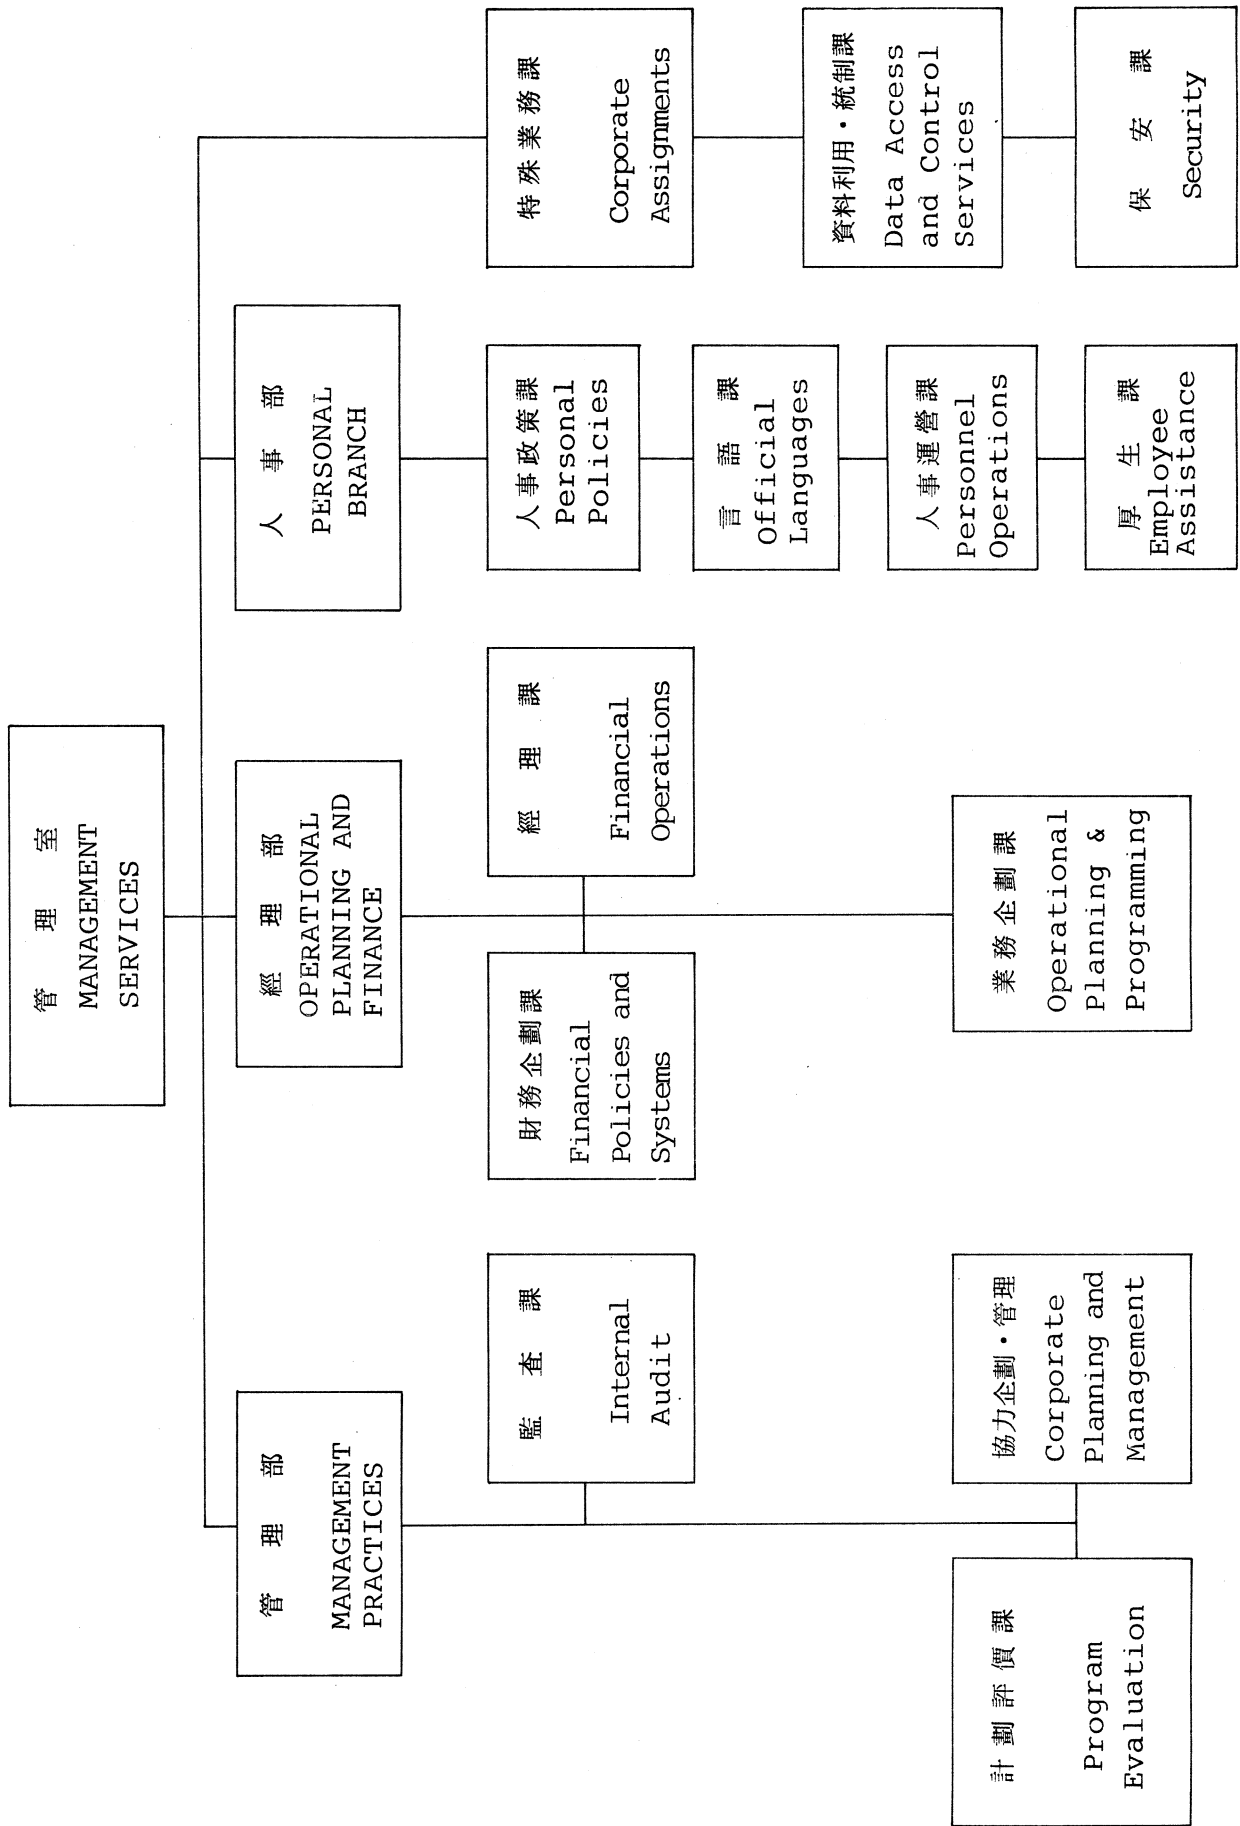 管理室
MANAGEMENT
SERVICES
管理部
MANAGEMENT
PRACTICES
經理部
OPERATIONAL
PLANNING AND
FINANCE
人事部
PERSONAL
BRANCH
監査課
Internal
Audit
財務企劃課
Financial
Policies and
Systems
經理課
Financial
Operations
人事政策課
Personal
Policies
特殊業務課
Corporate
Assignments
言語課
Official
Languages
資料利用・統制課
Data Access
and Control
Services
人事運營課
Personnel
Operations
計劃評價課
Program
Evaluation
協力企劃・管理
Corporate
Planning and
Management
業務企劃課
Operational
Planning &
Programming
厚生課
Employee
Assistance
保安課
Security